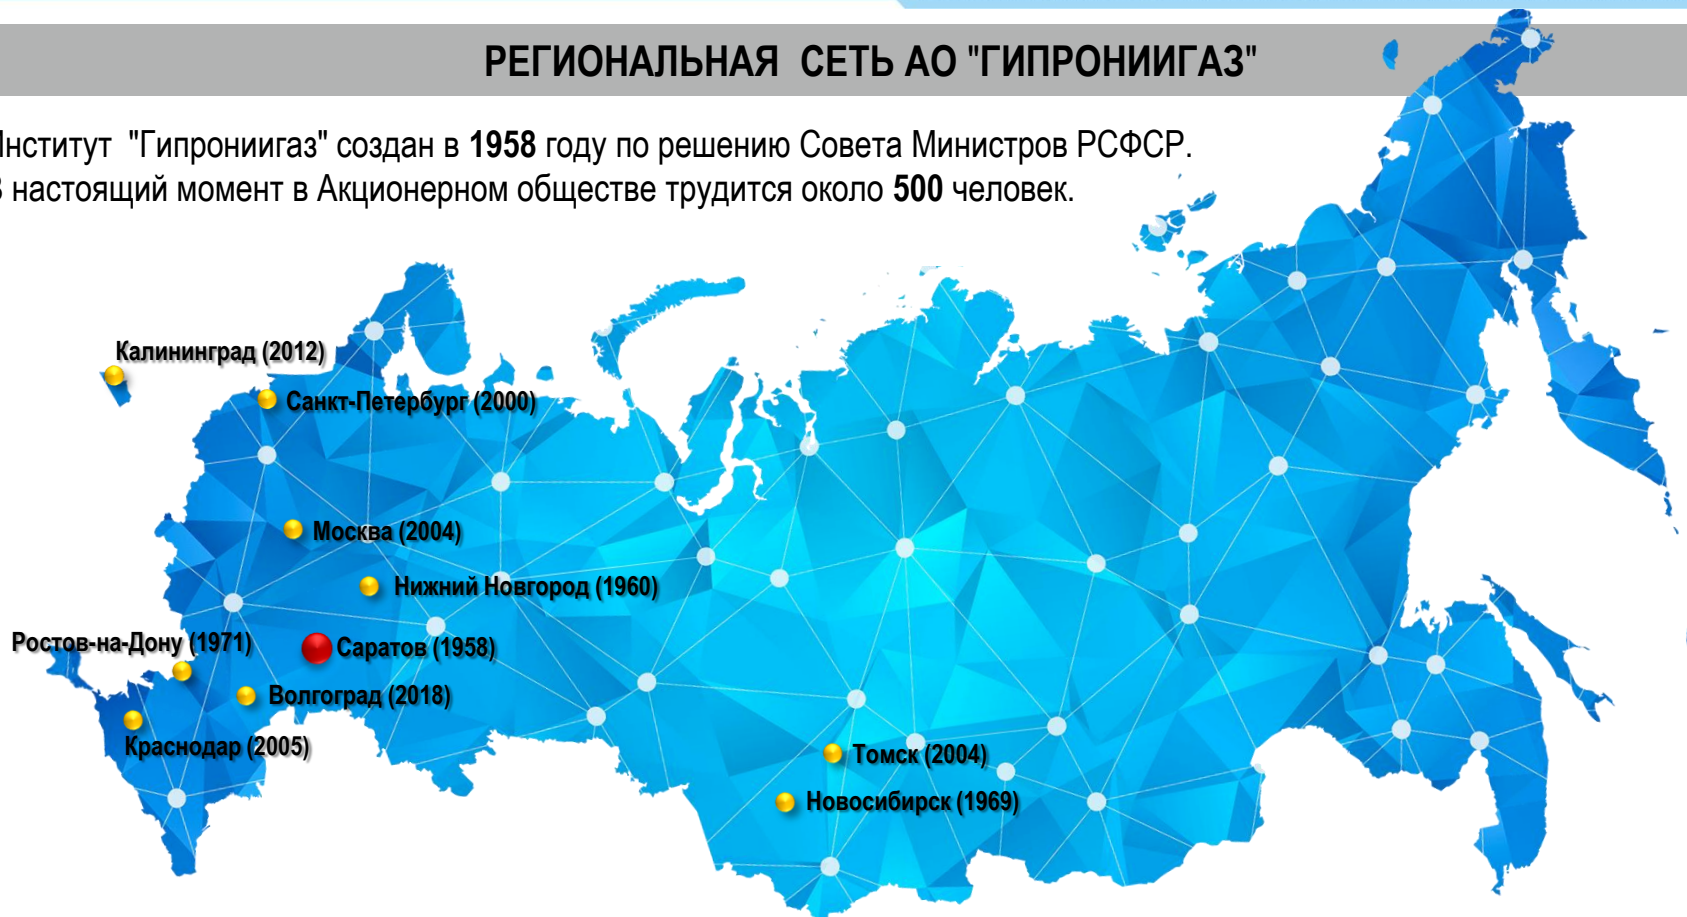 РЕГИОНАЛЬНАЯ СЕТЬ АО "ГИПРОНИИГАЗ"
Институт "Гипрониигаз" создан в 1958 году по решению Совета Министров РСФСР.
В настоящий момент в Акционерном обществе трудится около 500 человек.
Калининград (2012)
Санкт-Петербург (2000)
Москва (2004)
Нижний Новгород (1960)
Ростов-на-Дону (1971)
Саратов (1958)
Волгоград (2018)
Краснодар (2005)
Томск (2004)
Новосибирск (1969)